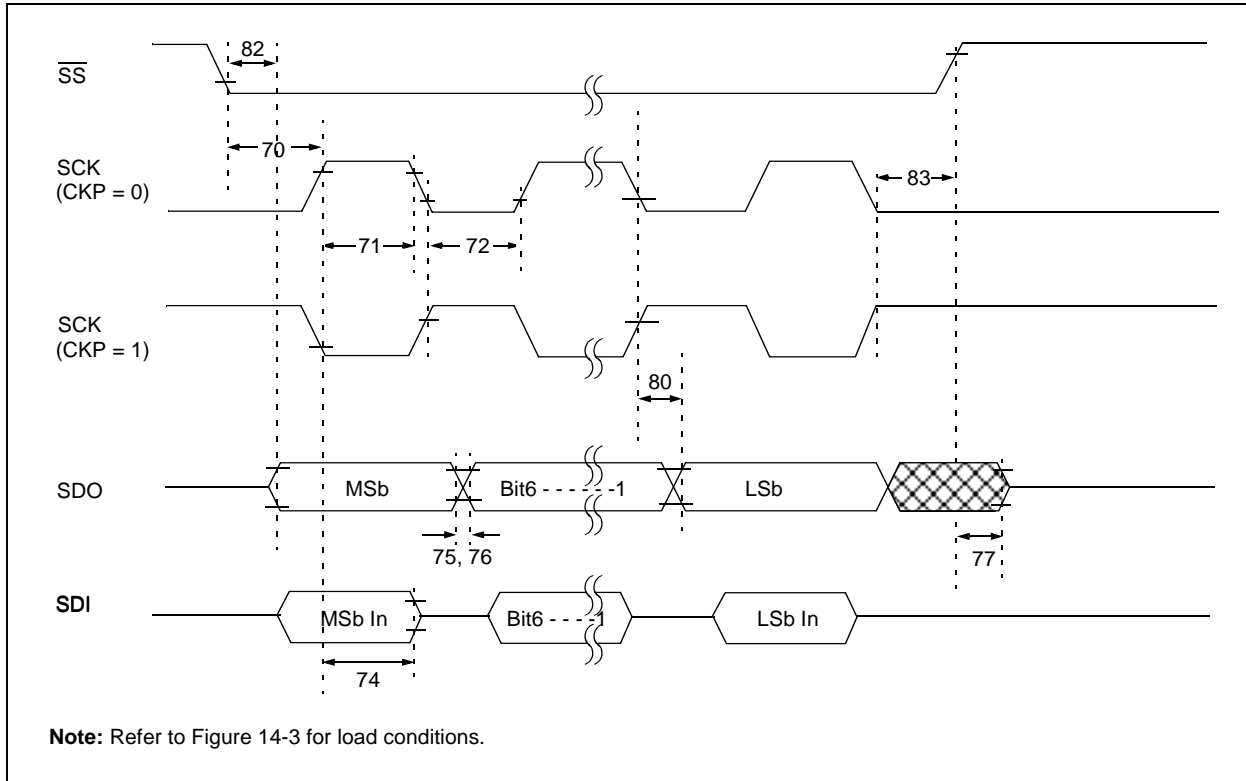 82
SS
70
SCK
(CKP = 0)
83
71
72
SCK
(CKP = 1)
80
SDO
MSb
Bit6 - - - - - -1
LSb
75, 76
77
SDI
MSb In
Bit6 - - - -1
LSb In
74
Note: Refer to Figure 14-3 for load conditions.